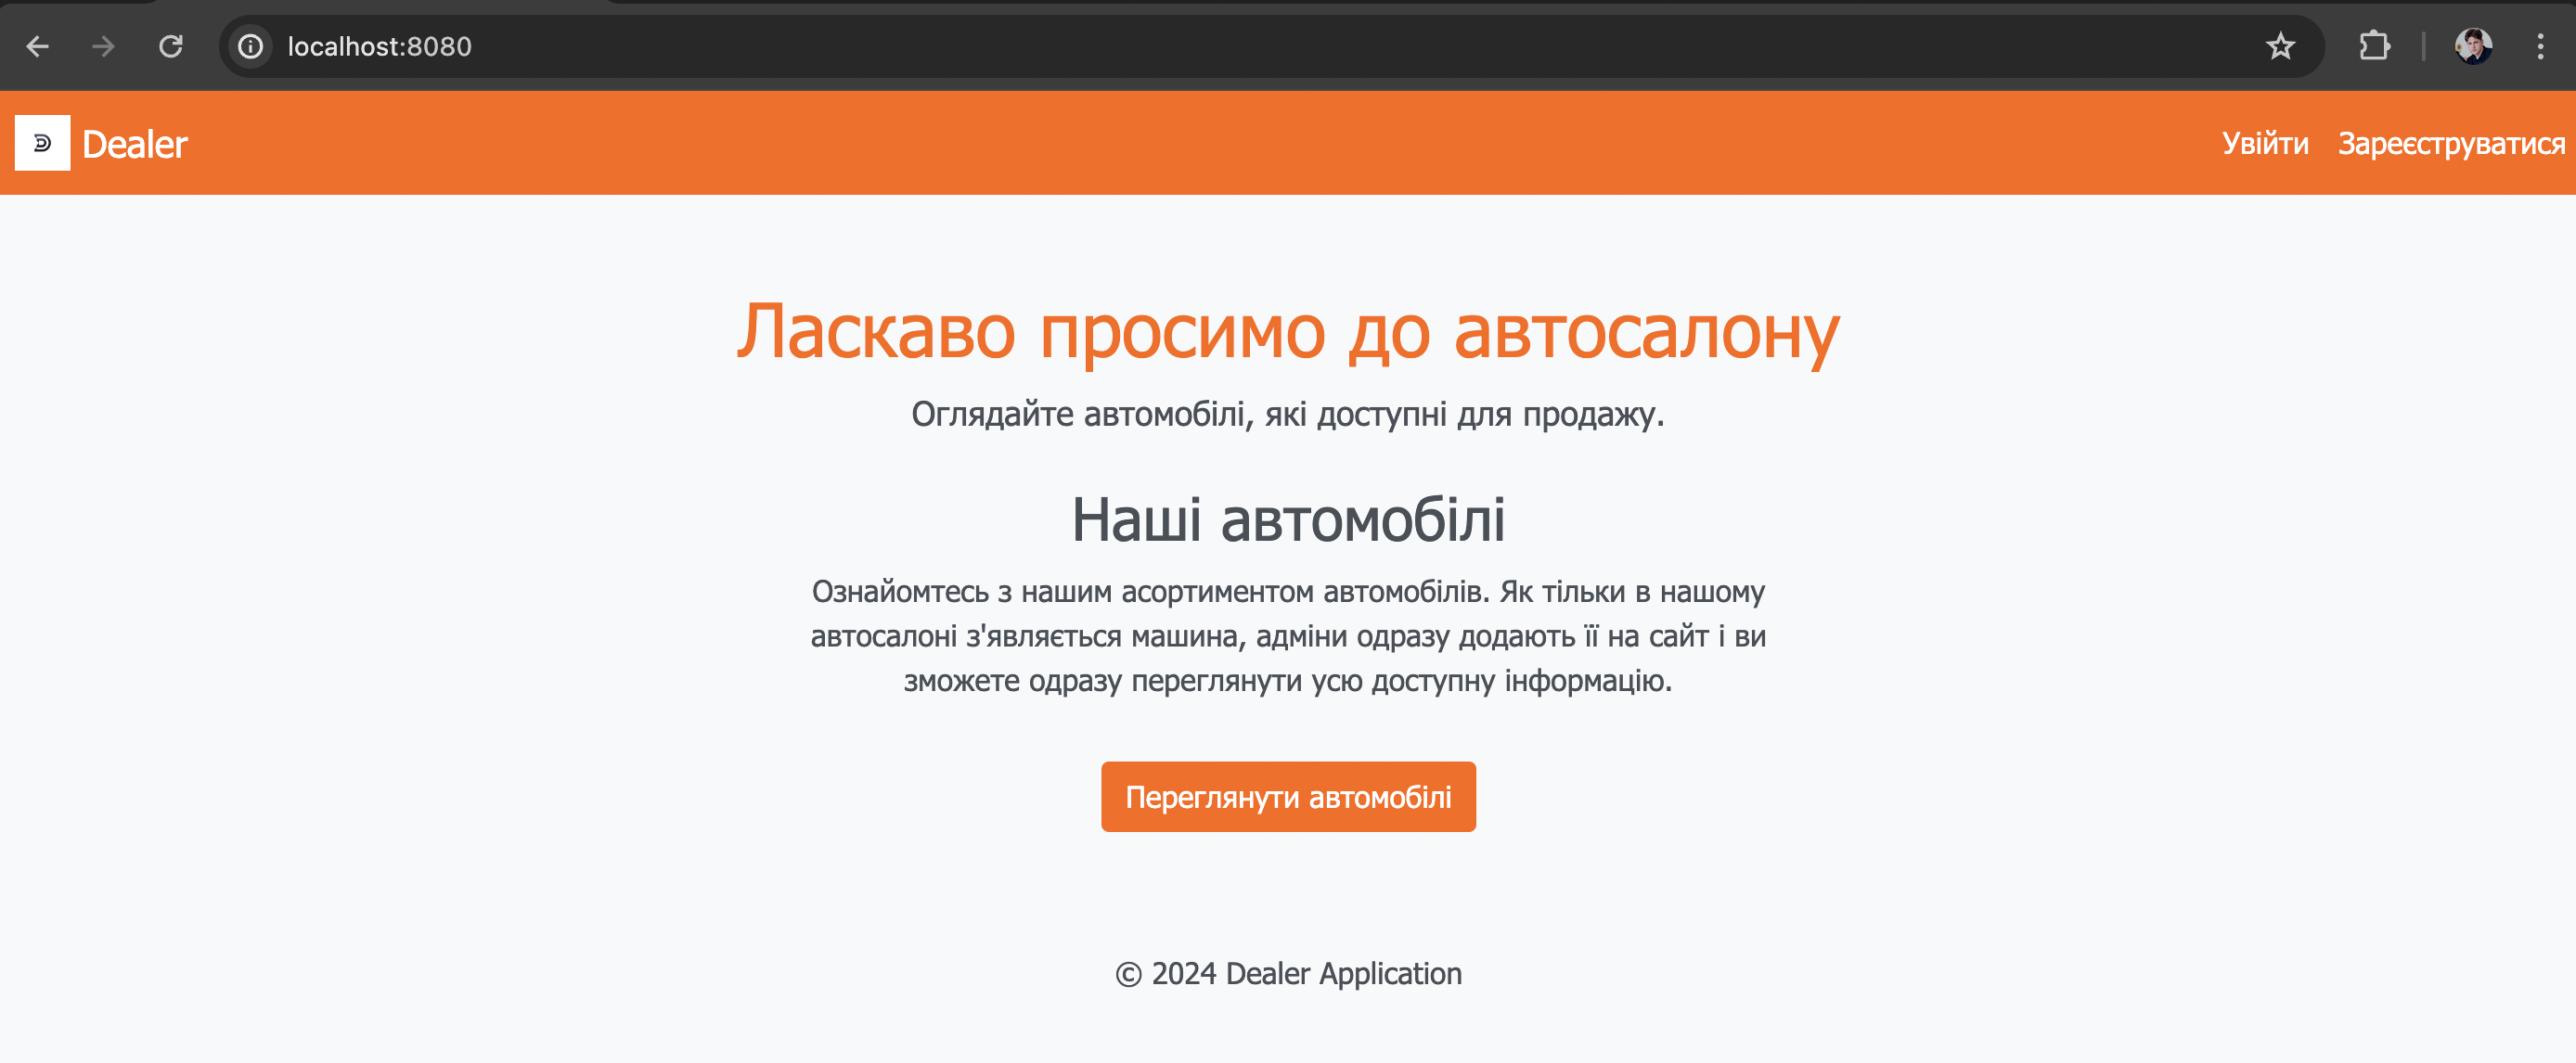 localhost:8080
Dealer
Увійти Зареєструватися
Ласкаво просимо до автосалону
Оглядайте автомобілі, які доступні для продажу.
Наші автомобілі
Ознайомтесь з нашим асортиментом автомобілів. Як тільки в нашому
автосалоні з'являється машина, адміни одразу додають її на сайт і ви
зможете одразу переглянути усю доступну інформацію.
Переглянути автомобілі
© 2024 Dealer Application